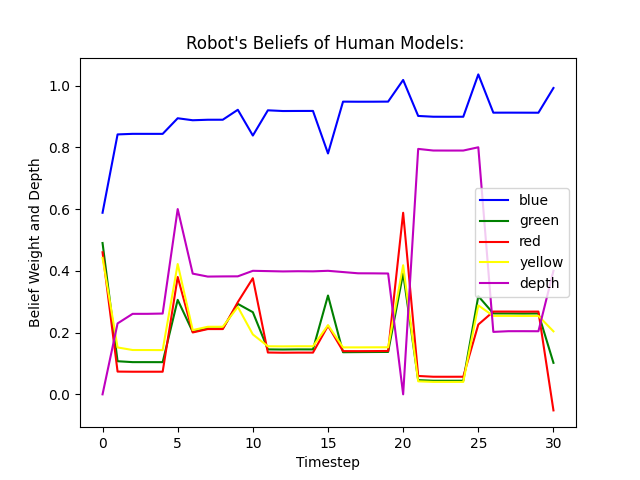 Robot's Beliefs of Human Models:
Belief Weight and Depth
1.0
0.8
0.6
0.4
0.2
0.0
blue
green
red
yellow
depth
0 5 10 15 20 25 30
Timestep